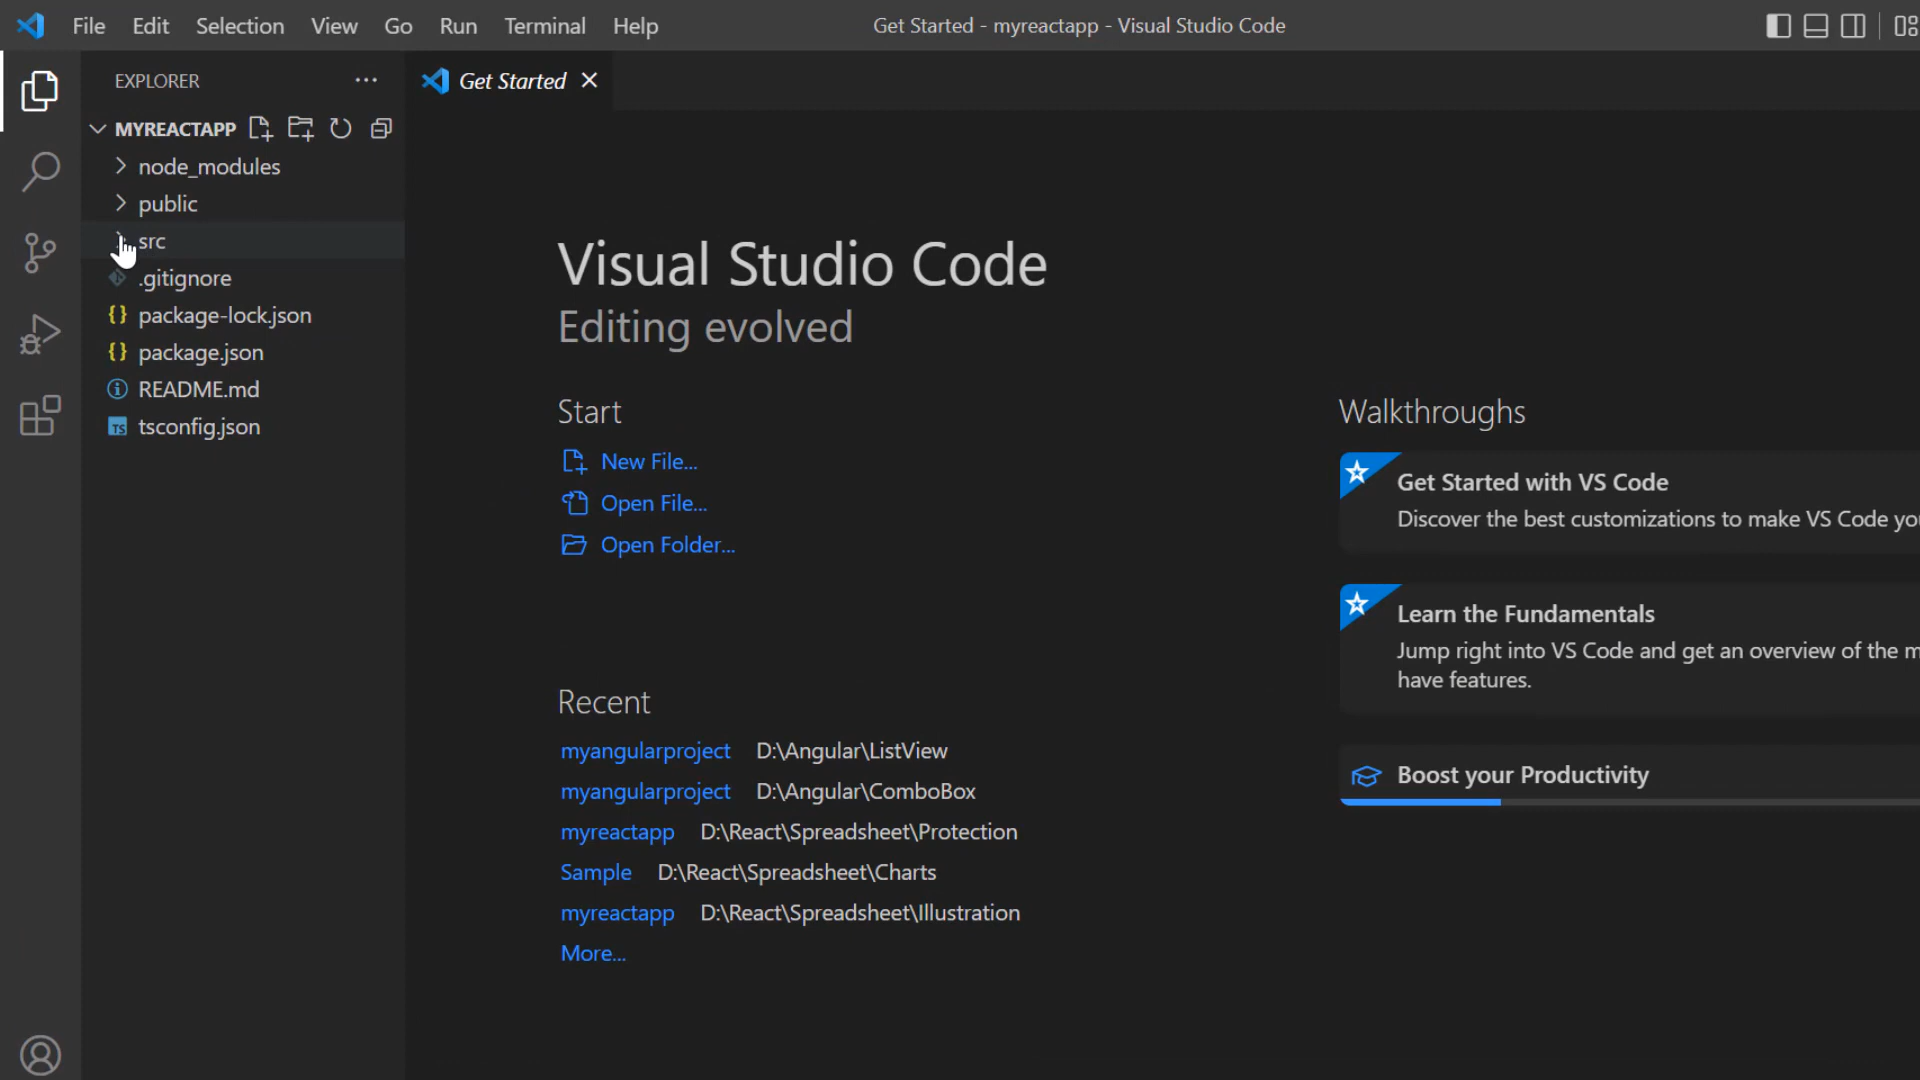 File Edit Selection View Go Run Terminal Help
Get Started - myreactapp - Visual Studio Code
EXPLORER
Get Started
MYREACTAPP
node_modules
public
src
.gitignore
package-lock.json
package.json
README.md
TS tsconfig.json
Visual Studio Code
Editing evolved
Start
New File...
Open File...
Open Folder...
Recent
myangularproject D:\Angular\ListView
myangularproject D:\Angular\ComboBox
myreactapp D:\React\Spreadsheet\Protection
Sample D:\React\Spreadsheet\Charts
myreactapp D:\React\Spreadsheet\Illustration
More...
Walkthroughs
Get Started with VS Code
Discover the best customizations to make VS Code yo
Learn the Fundamentals
Jump right into VS Code and get an overview of the m
have features.
Boost your Productivity